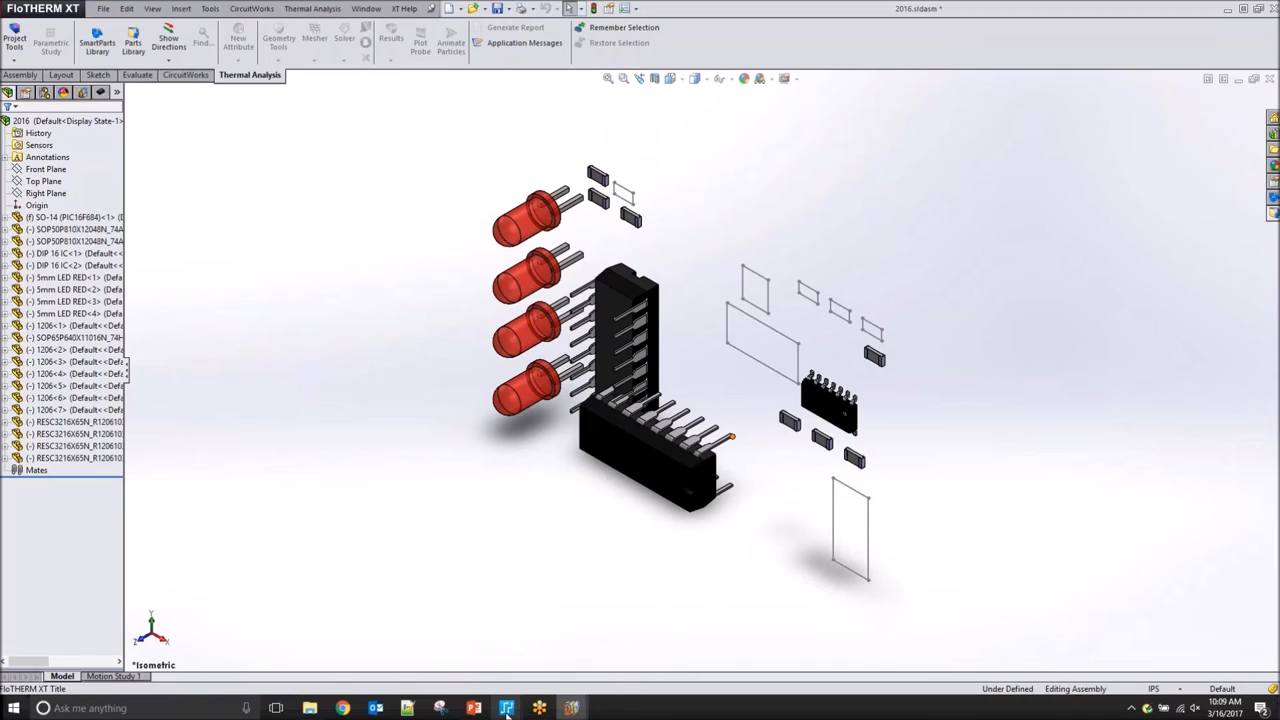 FloTHERM XT
File Edit View Insert Tools CircuitWorks Thermal Analysis Window XT Help
2016.sldasm *
Project Tools
Parametric Study
SmartParts Library
Parts Library
Show Directions
Find...
New Attribute
Geometry Tools
Mesher
Solver
Results
Plot Probe
Animate Particles
Generate Report
Application Messages
Remember Selection
Restore Selection
Assembly Layout Sketch Evaluate CircuitWorks Thermal Analysis
2016 (Default<Display State-1>
History
Sensors
Annotations
Front Plane
Top Plane
Right Plane
Origin
(f) SO-14 (PIC16F684)<1> (D
(-) SOP50P810X12048N_74A
(-) SOP50P810X12048N_74A
(-) DIP 16 IC<1> (Default<<
(-) DIP 16 IC<2> (Default<<
(-) 5mm LED RED<1> (Defa
(-) 5mm LED RED<2> (Defa
(-) 5mm LED RED<3> (Defa
(-) 5mm LED RED<4> (Defa
(-) 1206<1> (Default<<Defa
(-) SOP65P640X11016N_74H
(-) 1206<2> (Default<<Defa
(-) 1206<3> (Default<<Defa
(-) 1206<4> (Default<<Defa
(-) 1206<5> (Default<<Defa
(-) 1206<6> (Default<<Defa
(-) 1206<7> (Default<<Defa
(-) RESC3216X65N_R120610
(-) RESC3216X65N_R120610
(-) RESC3216X65N_R120610
(-) RESC3216X65N_R120610
Mates
Y
Z X
*Isometric
Model Motion Study 1
FloTHERM XT Title
Under Defined Editing Assembly IPS - Default
Ask me anything
10:09 AM
3/16/2017